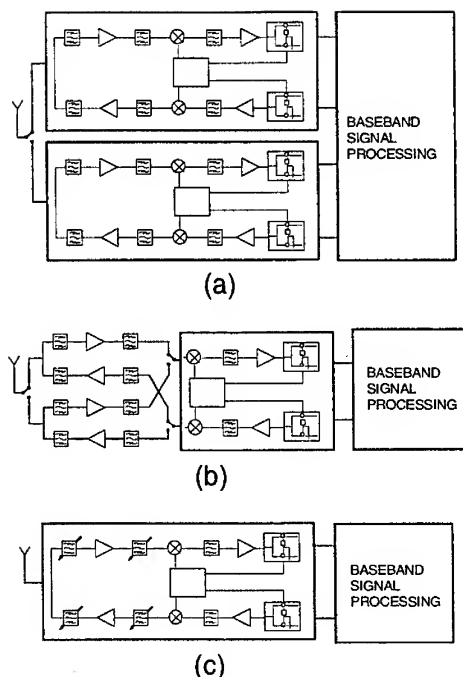 BASEBAND
SIGNAL
PROCESSING
(a)
BASEBAND
SIGNAL
PROCESSING
(b)
BASEBAND
SIGNAL
PROCESSING
(c)